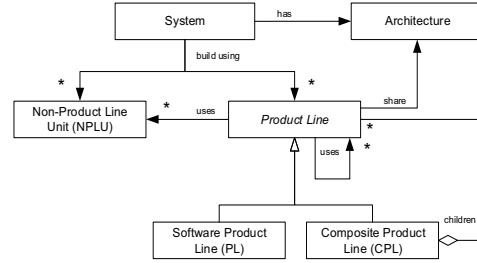 System
has
Architecture
build using
*
*
*
Non-Product Line
Unit (NPLU)
uses
Product Line
share
*
uses
*
Software Product
Line (PL)
Composite Product
Line (CPL)
children